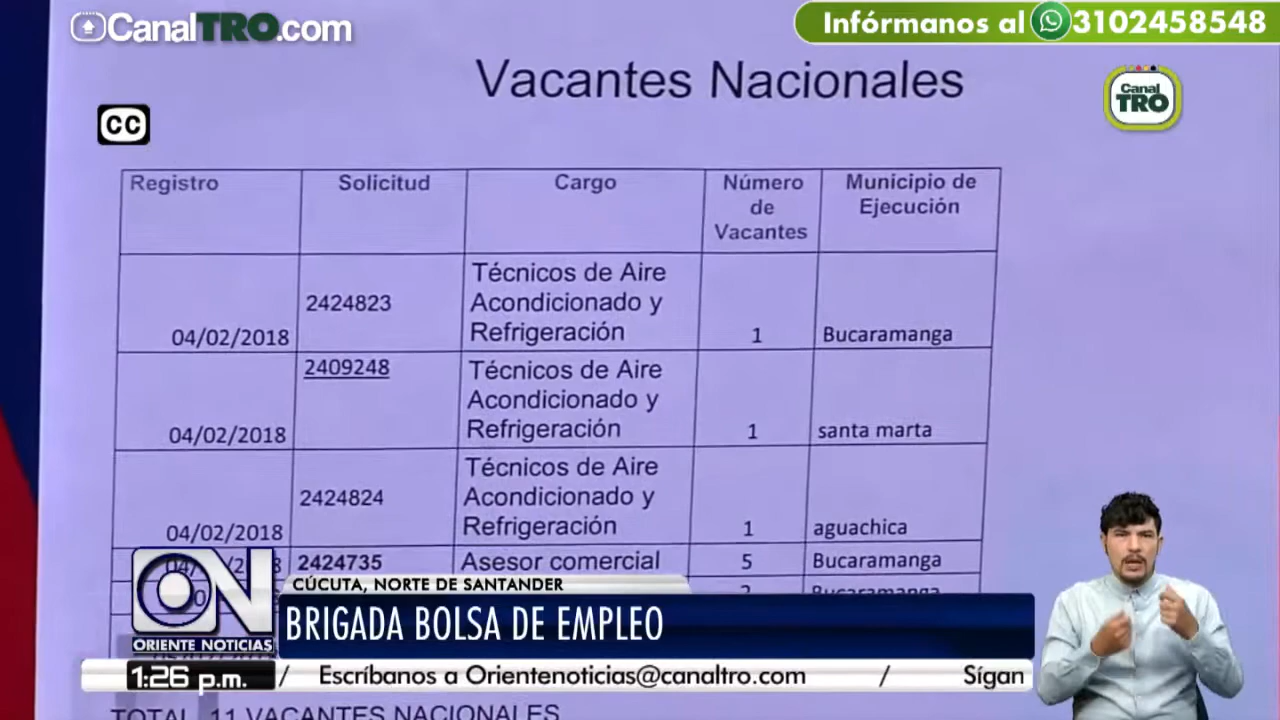 CanalTRO.com
Infórmanos al 3102458548
Vacantes Nacionales
Canal
TRO
CC
Registro
Solicitud
Cargo
Número
de
Vacantes
Municipio de
Ejecución
04/02/2018
2424823
Técnicos de Aire
Acondicionado y
Refrigeración
1
Bucaramanga
04/02/2018
2409248
Técnicos de Aire
Acondicionado y
Refrigeración
1
santa marta
04/02/2018
2424824
Técnicos de Aire
Acondicionado y
Refrigeración
1
aguachica
2424735
Asesor comercial
5
Bucaramanga
Bucaramanga
ON
ORIENTE NOTICIAS
CÚCUTA, NORTE DE SANTANDER
BRIGADA BOLSA DE EMPLEO
1:26 p.m.
/ Escríbanos a Orientenoticias@canaltro.com / Sígan
TOTAL 11 VACANTES NACIONALES